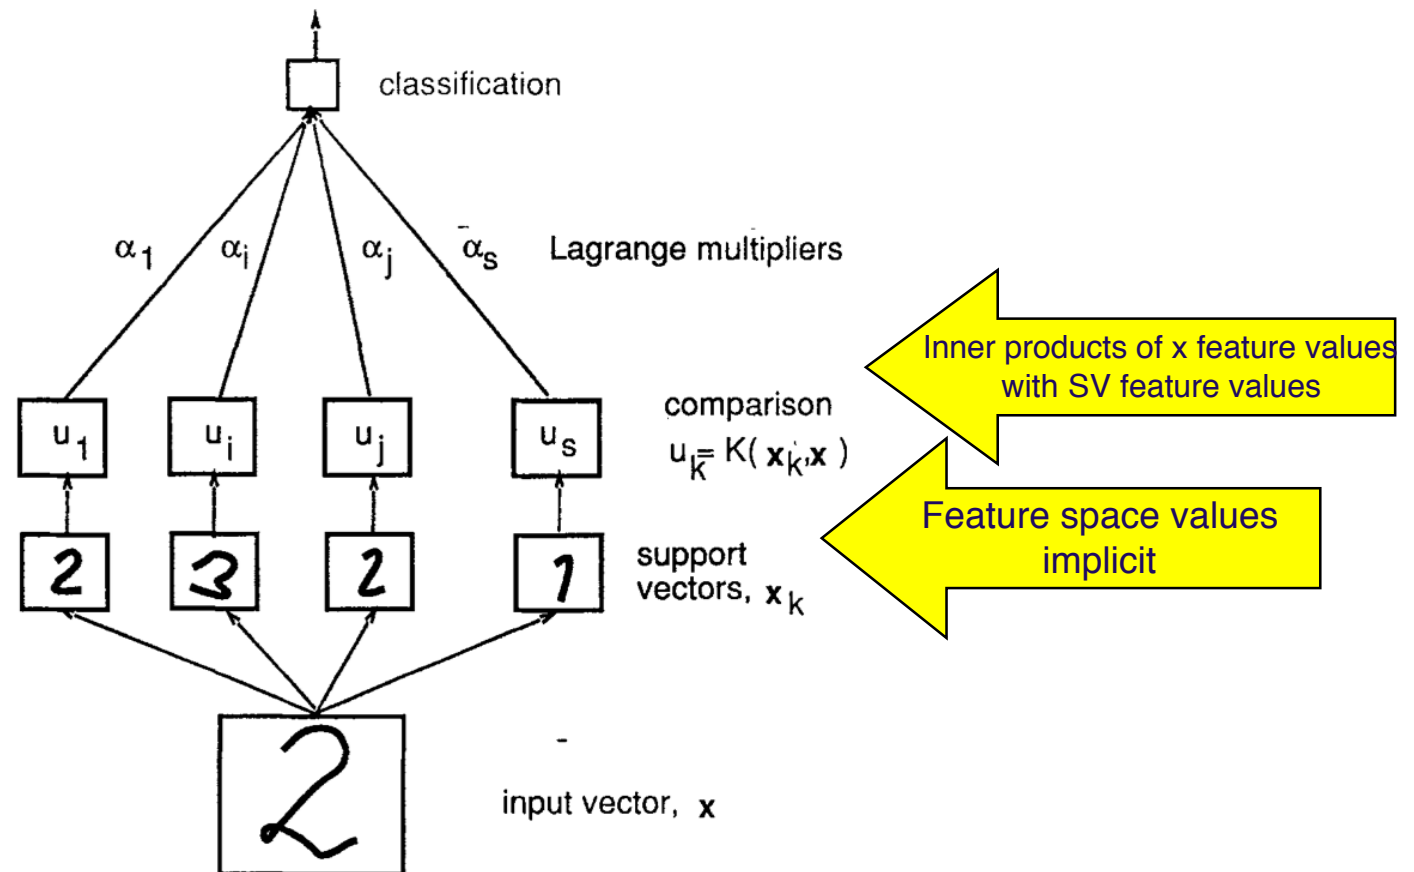 classification
α1 αi αj αs Lagrange multipliers
Inner products of x feature values
with SV feature values
comparison
u1 ui uj us
uk= K( xk,x )
Feature space values
implicit
support
2 3 2 1
vectors, xk
2
input vector, x